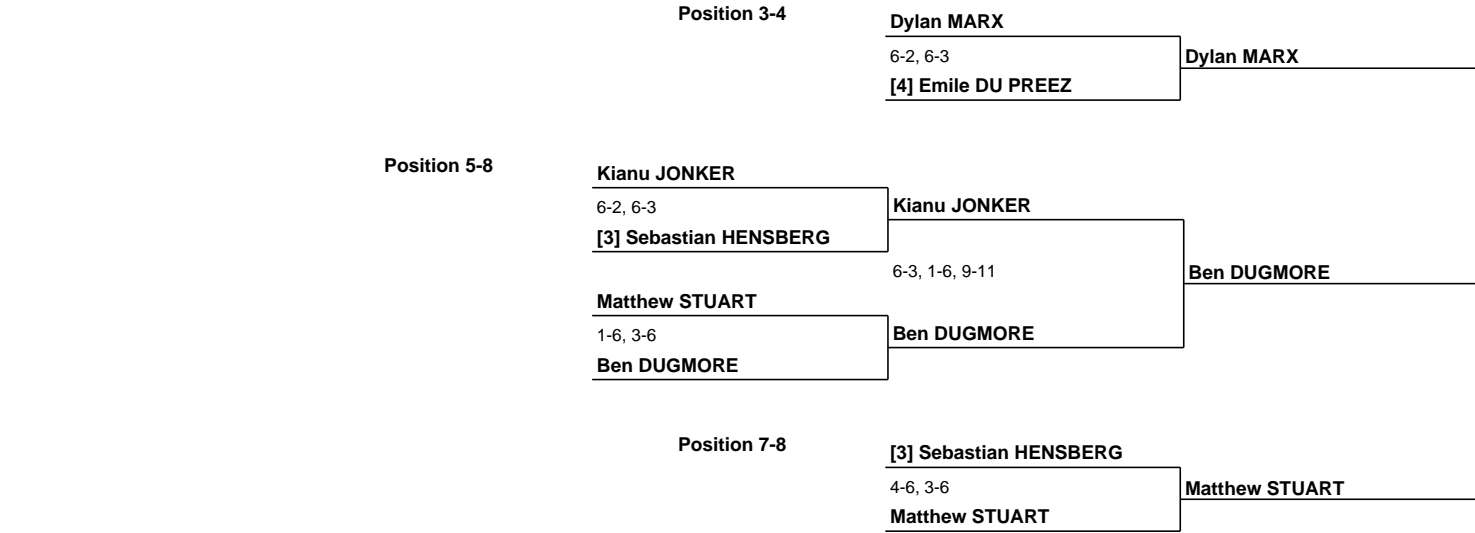 Position 3-4
Dylan MARX
6-2, 6-3
Dylan MARX
[4] Emile DU PREEZ
Position 5-8
Kianu JONKER
6-2, 6-3
Kianu JONKER
[3] Sebastian HENSBERG
6-3, 1-6, 9-11
Ben DUGMORE
Matthew STUART
1-6, 3-6
Ben DUGMORE
Ben DUGMORE
Position 7-8
[3] Sebastian HENSBERG
4-6, 3-6
Matthew STUART
Matthew STUART